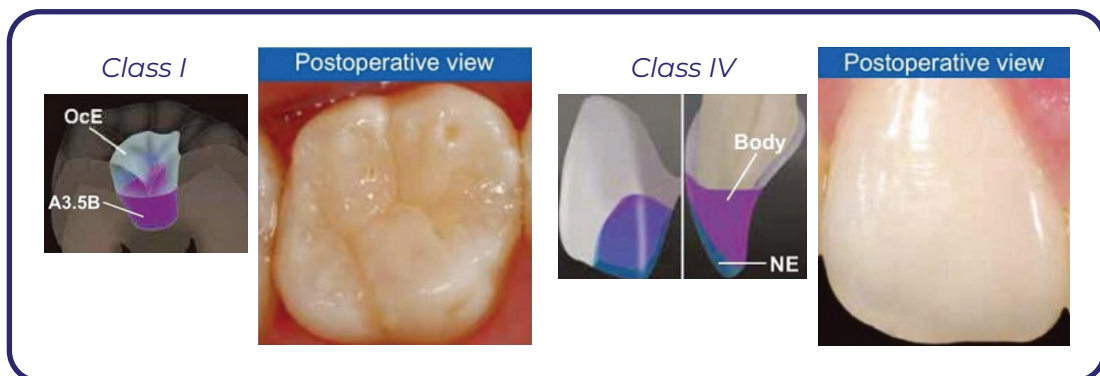 Class I
Postoperative view
OcE
A3.5B
Class IV
Postoperative view
Body
NE